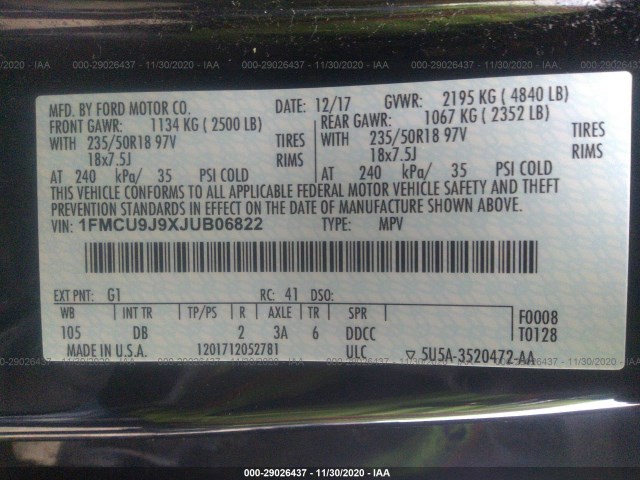 000-29026437 - 11/30/2020 - IAA
MFD. BY FORD MOTOR CO.
DATE: 12/17 GVWR: 2195 KG ( 4840 LB)
FRONT GAWR: 1134 KG ( 2500 LB)
REAR GAWR: 1067 KG ( 2352 LB)
WITH 235/50R18 97V TIRES
WITH 235/50R18 97V TIRES
18x7.5J RIMS
18x7.5J RIMS
AT 240 kPa/ 35 PSI COLD
AT 240 kPa/ 35 PSI COLD
THIS VEHICLE CONFORMS TO ALL APPLICABLE FEDERAL MOTOR VEHICLE SAFETY AND THEFT
PREVENTION STANDARDS IN EFFECT ON THE DATE OF MANUFACTURE SHOWN ABOVE.
VIN: 1FMCU9J9XJUB06822 TYPE: MPV
EXT PNT: G1 RC: 41 DSO:
WB INT TR TP/PS R AXLE TR SPR F0008
105 DB 2 3A 6 DDCC T0128
MADE IN U.S.A. 1201712052781 ULC ▽ 5U5A-3520472-AA
000-29026437 - 11/30/2020 - IAA